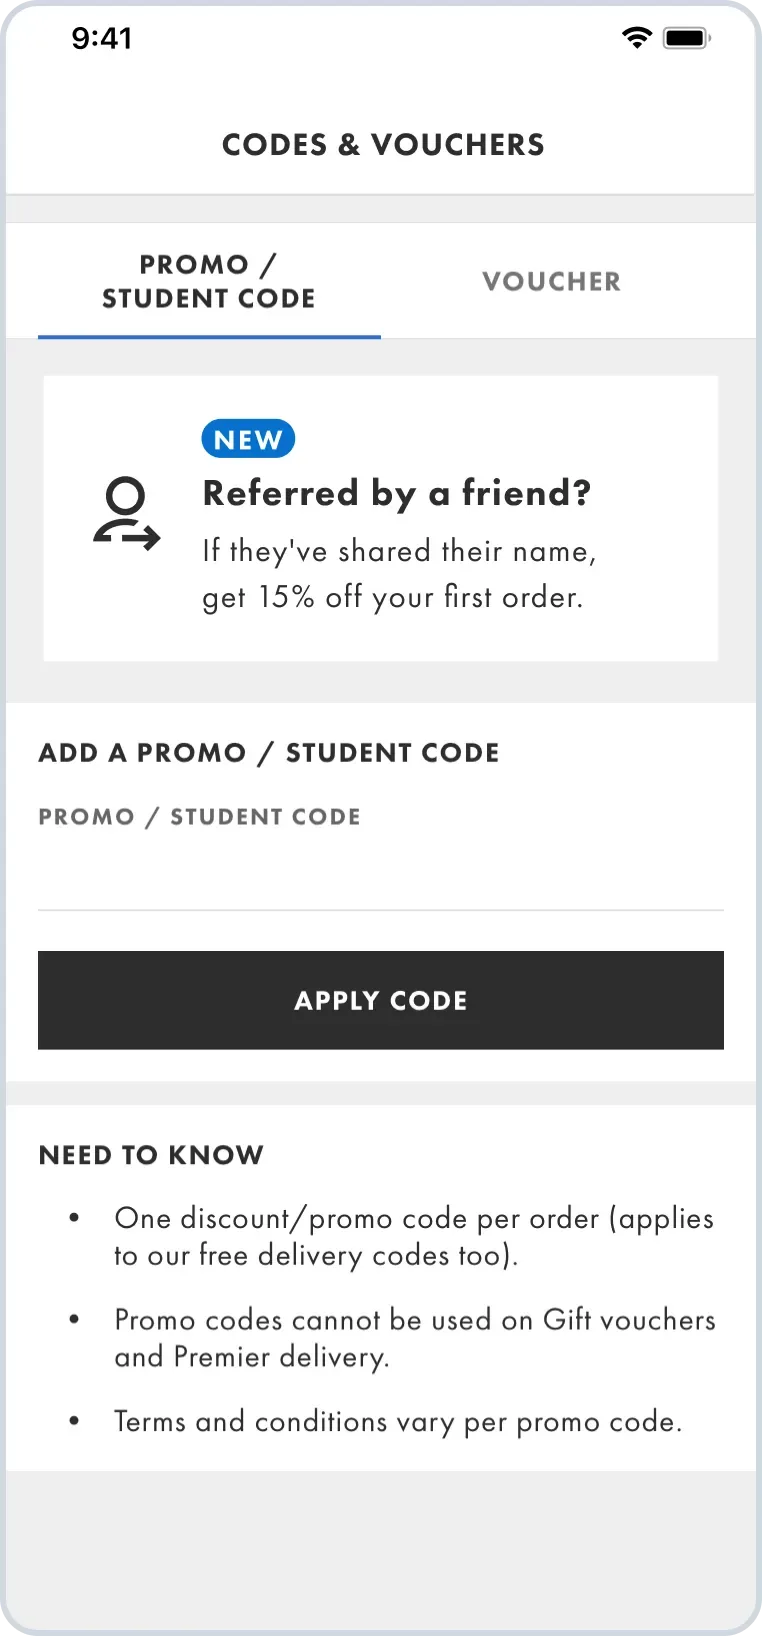 9:41
CODES & VOUCHERS
PROMO /
STUDENT CODE
VOUCHER
NEW
Referred by a friend?
If they've shared their name,
get 15% off your first order.
ADD A PROMO / STUDENT CODE
PROMO / STUDENT CODE
APPLY CODE
NEED TO KNOW
• One discount/promo code per order (applies
to our free delivery codes too).
• Promo codes cannot be used on Gift vouchers
and Premier delivery.
• Terms and conditions vary per promo code.